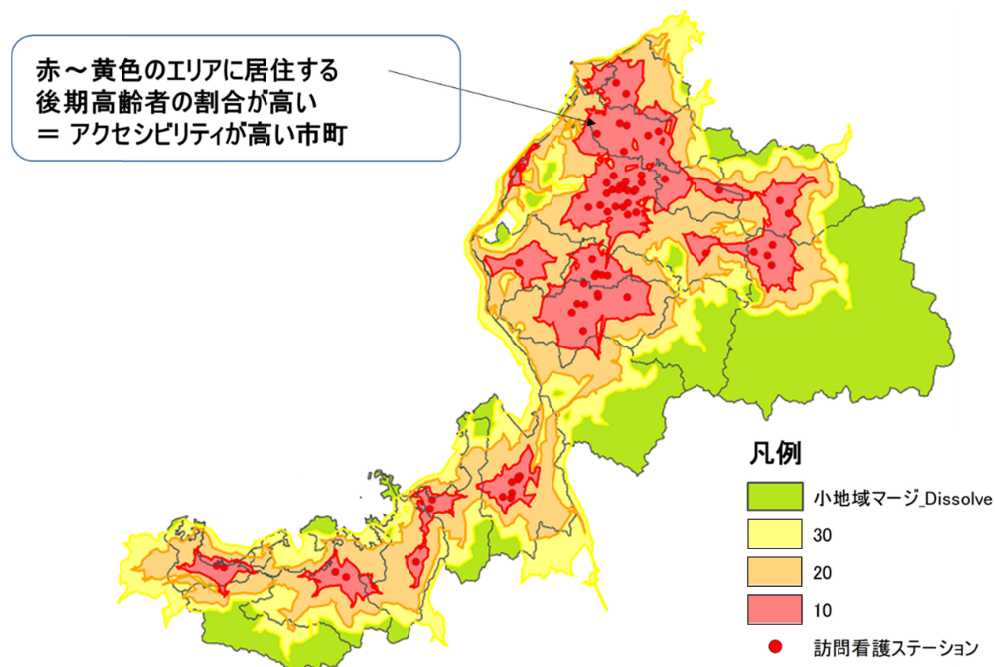 赤～黄色のエリアに居住する
後期高齢者の割合が高い
＝ アクセシビリティが高い市町
凡例
小地域マージ_Dissolve
30
20
10
訪問看護ステーション